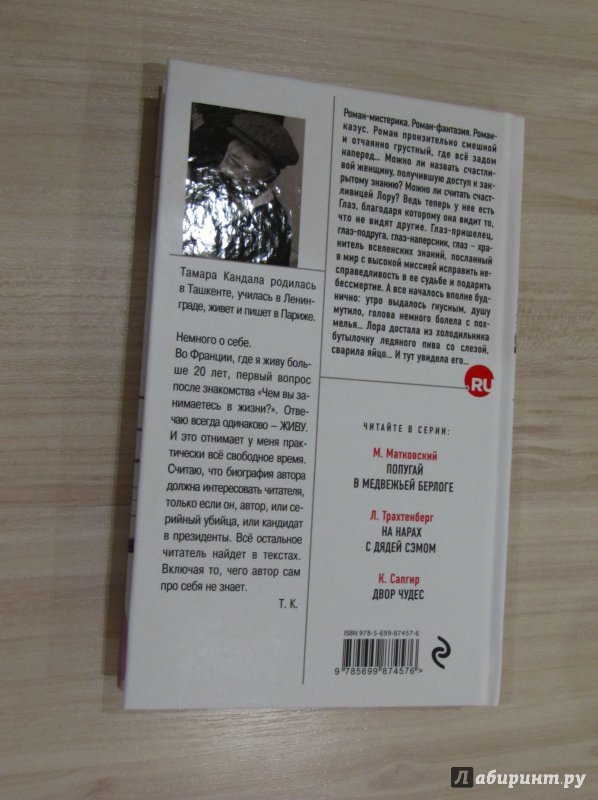 Тамара Кандала родилась
в Ташкенте, училась в Ленин-
граде, живет и пишет в Париже.
Немного о себе.
Во Франции, где я живу боль-
ше 20 лет, первый вопрос
после знакомства «Чем вы за-
нимаетесь в жизни?». Отве-
чаю всегда одинаково – ЖИВУ.
И это отнимает у меня прак-
тически всё свободное время.
Считаю, что биография автора
должна интересовать читателя,
только если он, автор, или се-
рийный убийца, или кандидат
в президенты. Всё остальное
читатель найдет в текстах.
Включая то, чего автор сам
про себя не знает.
Т. К.
Роман-мистерика. Роман-фантазия. Роман-
казус. Роман пронзительно смешной
и отчаянно грустный, где всё задом
наперед... Можно ли назвать счастли-
вой женщину, получившую доступ к зак-
рытому знанию? Можно ли считать счаст-
ливицей Лору? Ведь теперь у нее есть
Глаз, благодаря которому она видит то,
что не видят другие. Глаз-пришелец,
глаз-подруга, глаз-наперсник, глаз – хра-
нитель вселенских знаний, посланный
в мир с высокой миссией исправить не-
справедливость в ее судьбе и подарить
бессмертие. А все началось вполне буд-
нично: утро выдалось гнусным, душу
мутило, голова немного болела с пох-
мелья... Лора достала из холодильника
бутылочку ледяного пива со слезой,
сварила яйцо... И тут увидела его...
.RU
ЧИТАЙТЕ В СЕРИИ:
М. Матковский
ПОПУГАЙ
В МЕДВЕЖЬЕЙ БЕРЛОГЕ
Л. Трахтенберг
НА НАРАХ
С ДЯДЕЙ СЭМОМ
К. Сапгир
ДВОР ЧУДЕС
ISBN 978-5-699-87457-6
9 785699 874576 >
Лабиринт.ру